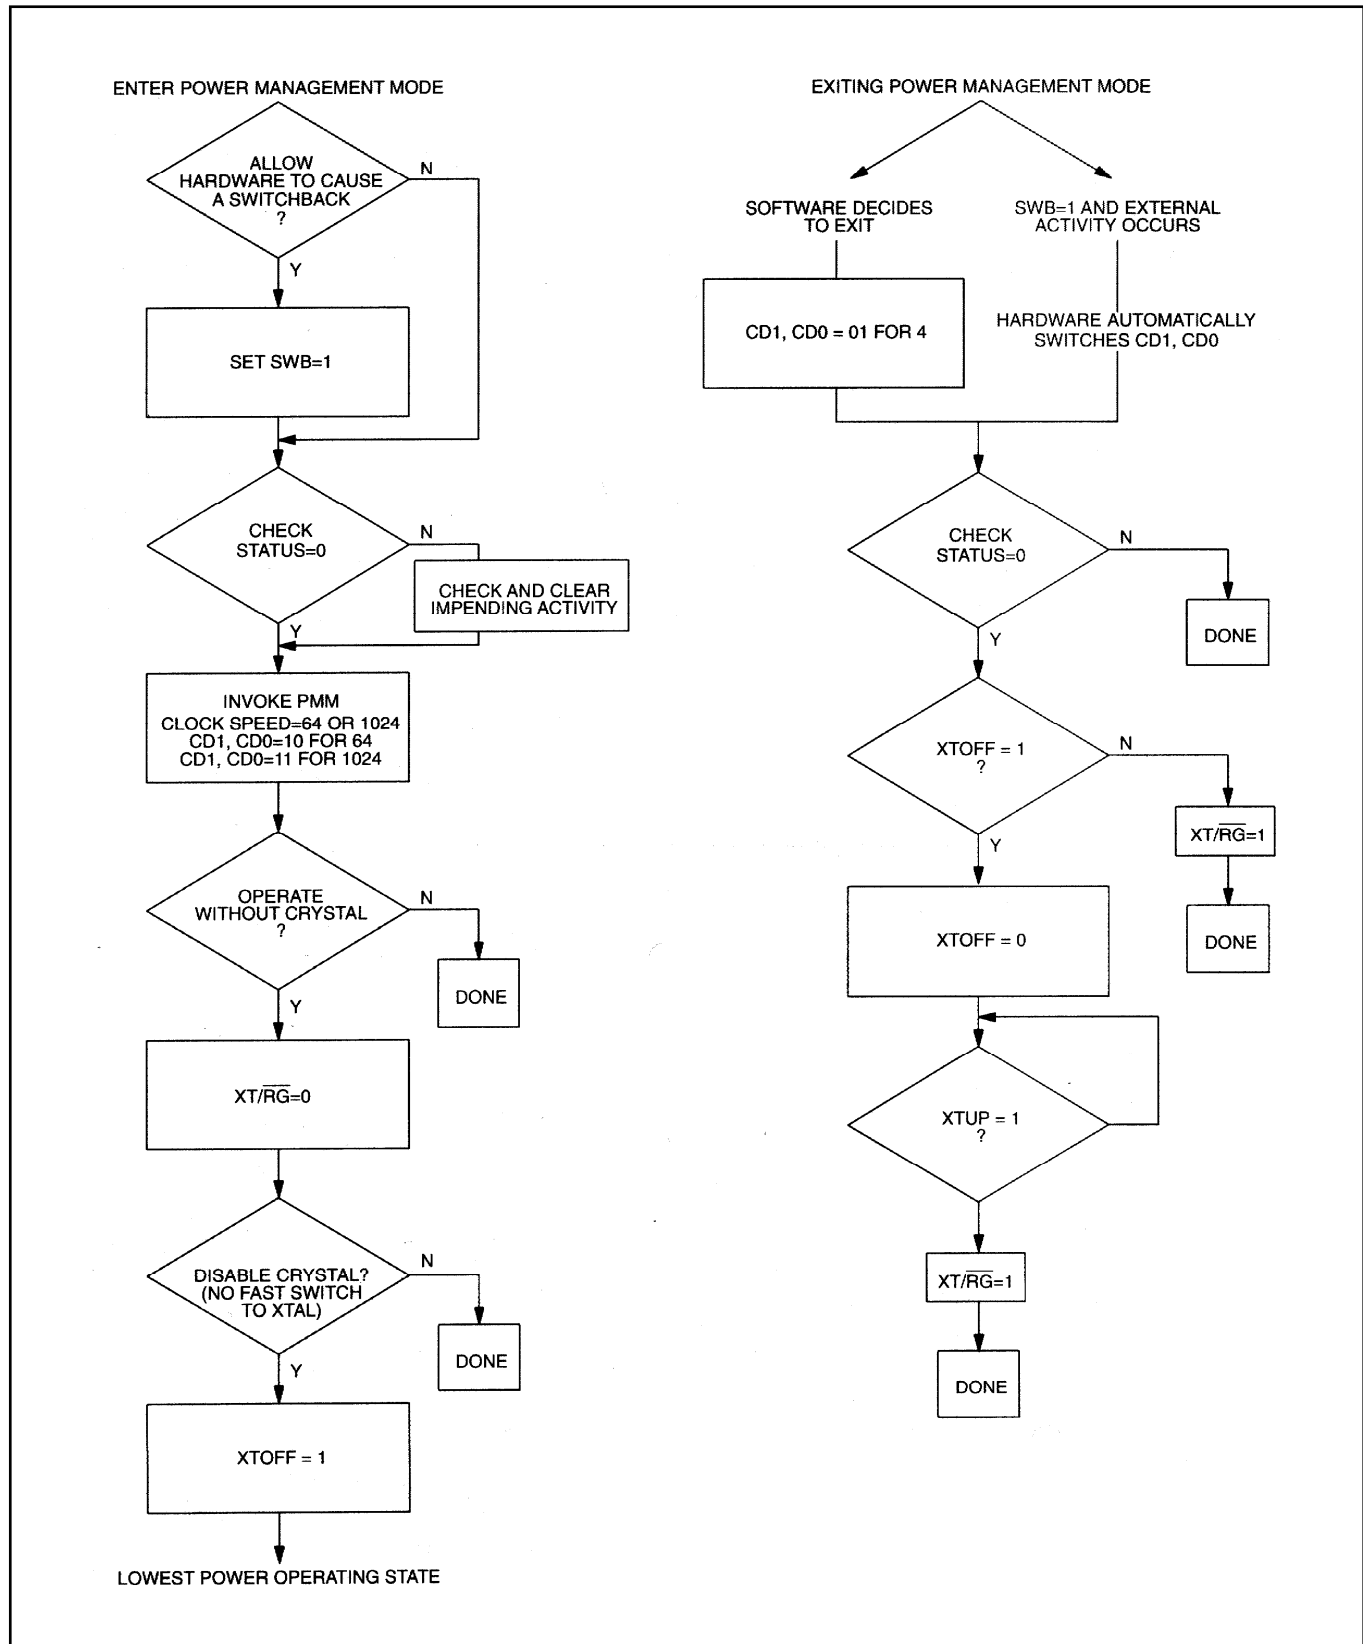 ENTER POWER MANAGEMENT MODE
ALLOW
HARDWARE TO CAUSE
A SWITCHBACK
?
N
Y
SET SWB=1
CHECK
STATUS=0
N
CHECK AND CLEAR
IMPENDING ACTIVITY
Y
INVOKE PMM
CLOCK SPEED=64 OR 1024
CD1, CD0=10 FOR 64
CD1, CD0=11 FOR 1024
OPERATE
WITHOUT CRYSTAL
?
N
DONE
Y
XT/R̅G̅=0
DISABLE CRYSTAL?
(NO FAST SWITCH
TO XTAL)
N
DONE
Y
XTOFF = 1
LOWEST POWER OPERATING STATE
EXITING POWER MANAGEMENT MODE
SOFTWARE DECIDES
TO EXIT
SWB=1 AND EXTERNAL
ACTIVITY OCCURS
CD1, CD0 = 01 FOR 4
HARDWARE AUTOMATICALLY
SWITCHES CD1, CD0
CHECK
STATUS=0
N
DONE
Y
XTOFF = 1
?
N
XT/R̅G̅=1
DONE
Y
XTOFF = 0
XTUP = 1
?
XT/R̅G̅=1
DONE